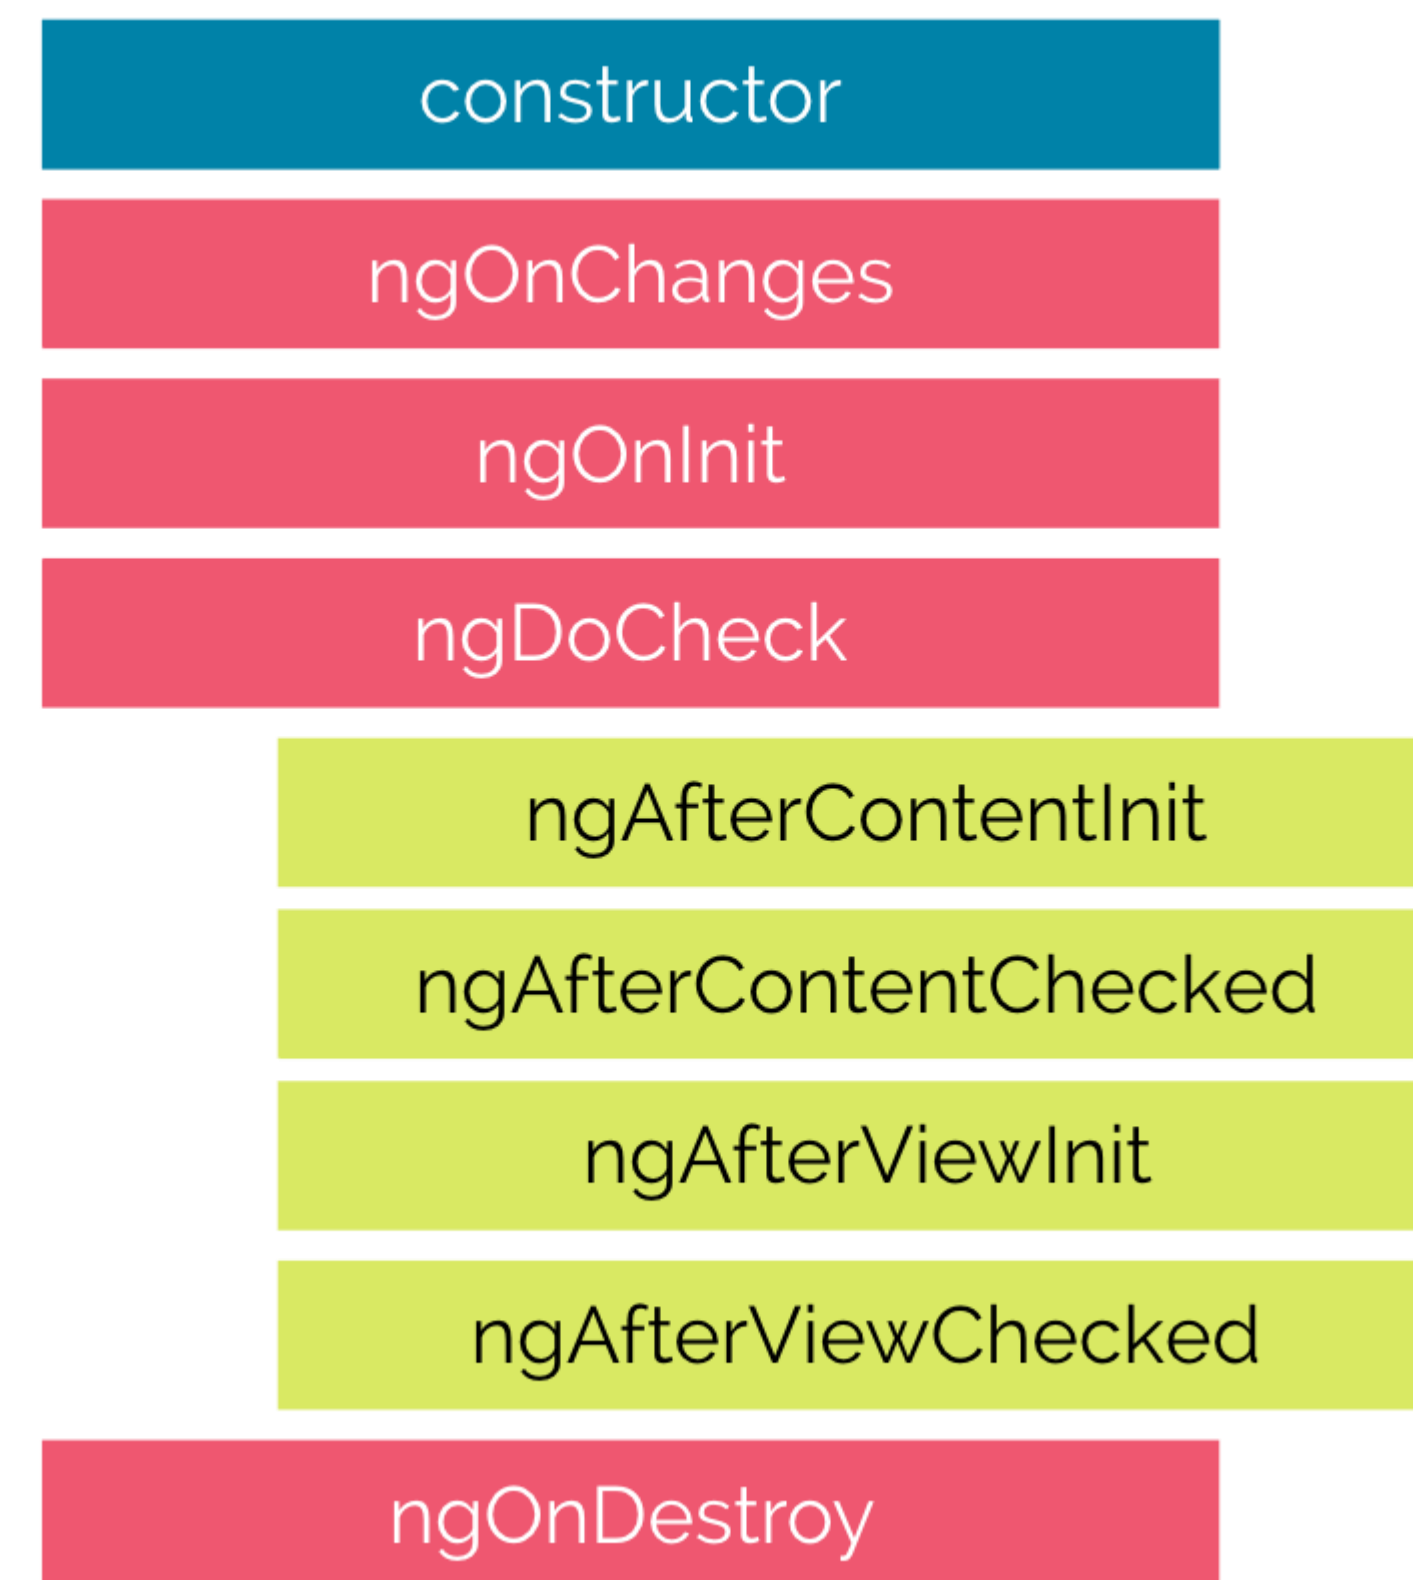 constructor
ngOnChanges
ngOnInit
ngDoCheck
ngAfterContentInit
ngAfterContentChecked
ngAfterViewInit
ngAfterViewChecked
ngOnDestroy